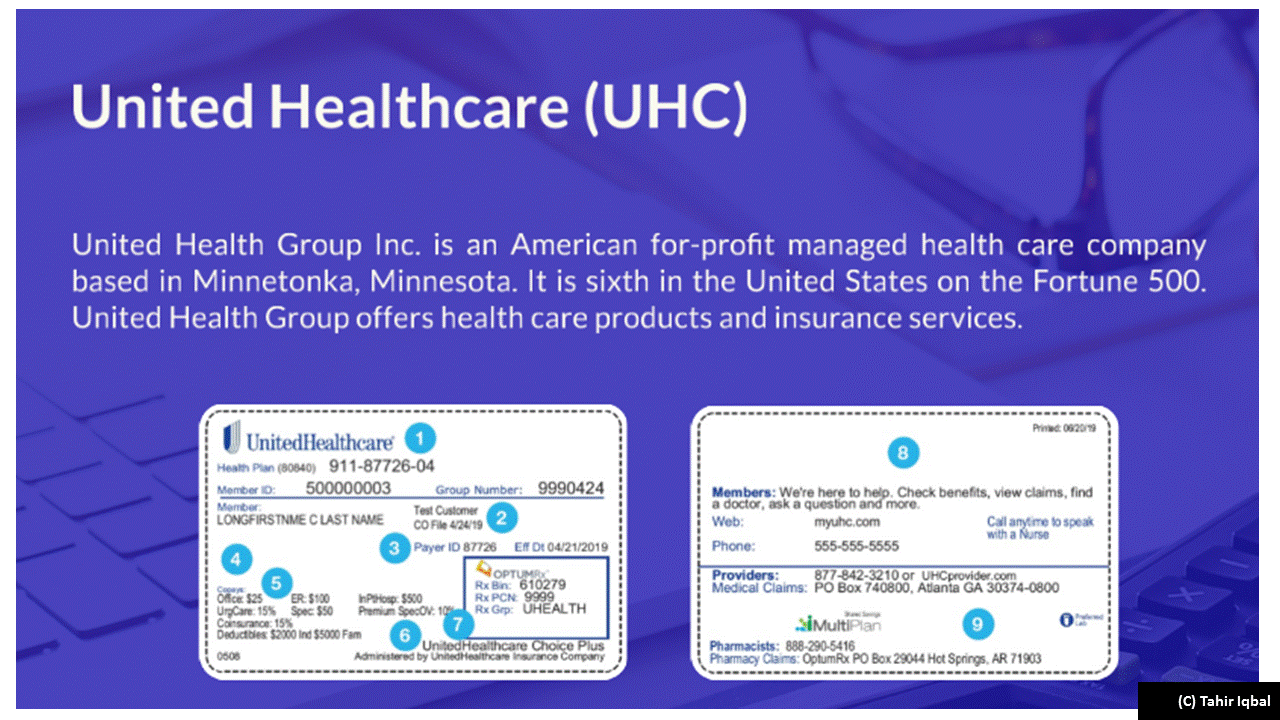 United Healthcare (UHC)
United Health Group Inc. is an American for-profit managed health care company
based in Minnetonka, Minnesota. It is sixth in the United States on the Fortune 500.
United Health Group offers health care products and insurance services.
UnitedHealthcare 1
Health Plan (80840) 911-87726-04
Member ID: 500000003 Group Number: 9990424
Member:
LONGFIRSTNME C LAST NAME
Test Customer
CO File 4/24/19
2
3 Payer ID 87726 Eff Dt 04/21/2019
4
5
Copays:
Office: $25 ER: $100 InPtHosp: $500
UrgCare: 15% Spec: $50 Premium SpecOV: 10%
Coinsurance: 15%
Deductibles: $2000 Ind $5000 Fam
OPTUMRx
Rx Bin: 610279
Rx PCN: 9999
Rx Grp: UHEALTH
6
7
UnitedHealthcare Choice Plus
0508 Administered by UnitedHealthcare Insurance Company
Printed: 06/20/19
8
Members: We're here to help. Check benefits, view claims, find
a doctor, ask a question and more.
Web: myuhc.com
Phone: 555-555-5555
Call anytime to speak
with a Nurse
Providers: 877-842-3210 or UHCprovider.com
Medical Claims: PO Box 740800, Atlanta GA 30374-0800
Shared Savings
MultiPlan
9
Preferred
Lab
Pharmacists: 888-290-5416
Pharmacy Claims: OptumRx PO Box 29044 Hot Springs, AR 71903
(C) Tahir Iqbal